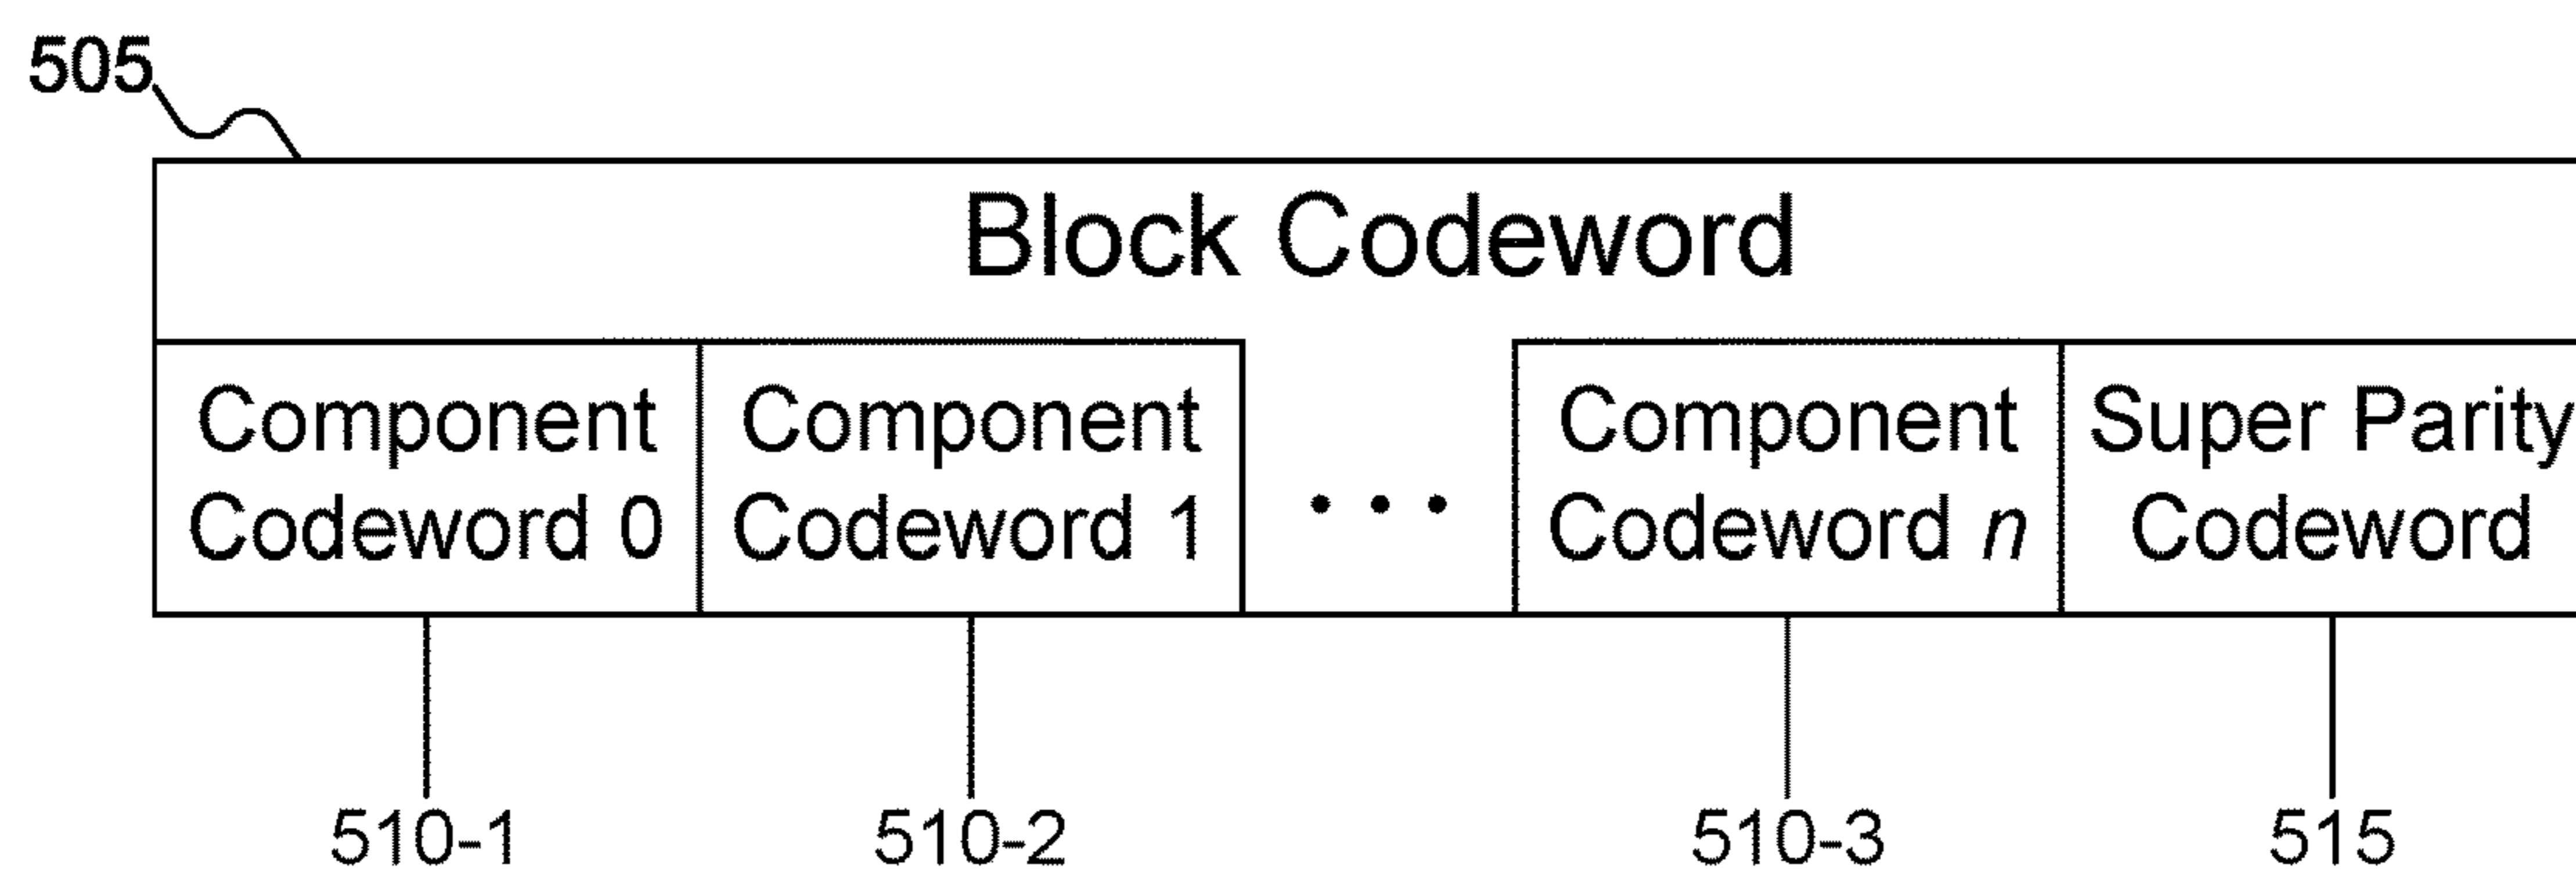 505
Block Codeword
Component
Codeword 0
Component
Codeword 1
• • •
Component
Codeword n
Super Parity
Codeword
510-1
510-2
510-3
515